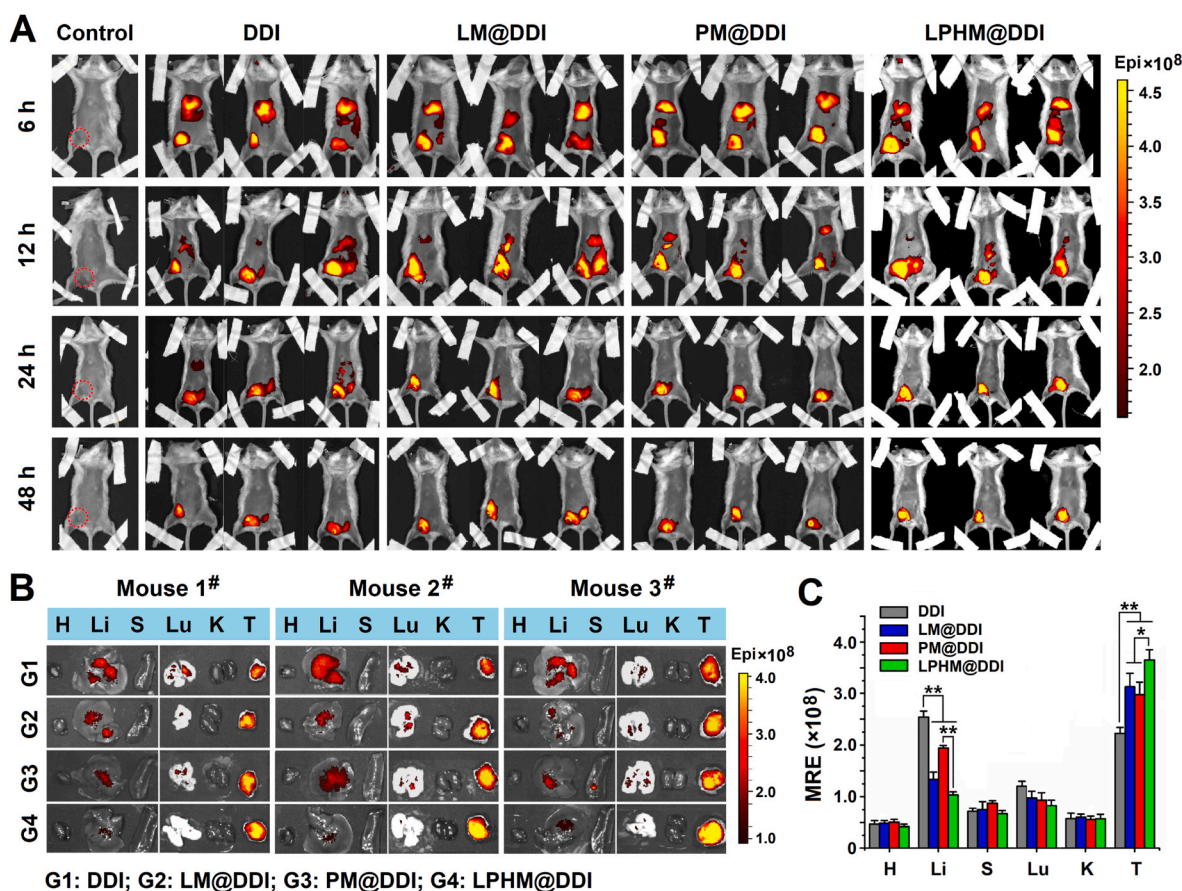 A
Control DDI LM@DDI PM@DDI LPHM@DDI
Epi×10⁸
6 h
12 h
24 h
48 h
4.5
4.0
3.5
3.0
2.5
2.0
B
Mouse 1# Mouse 2# Mouse 3#
H Li S Lu K T H Li S Lu K T H Li S Lu K T
Epi×10⁸
G1
G2
G3
G4
4.0
3.0
2.0
1.0
G1: DDI; G2: LM@DDI; G3: PM@DDI; G4: LPHM@DDI
C
DDI
LM@DDI
PM@DDI
LPHM@DDI
**
*
**
**
MRE (×10⁸)
4.0
3.0
2.0
1.0
0
H Li S Lu K T